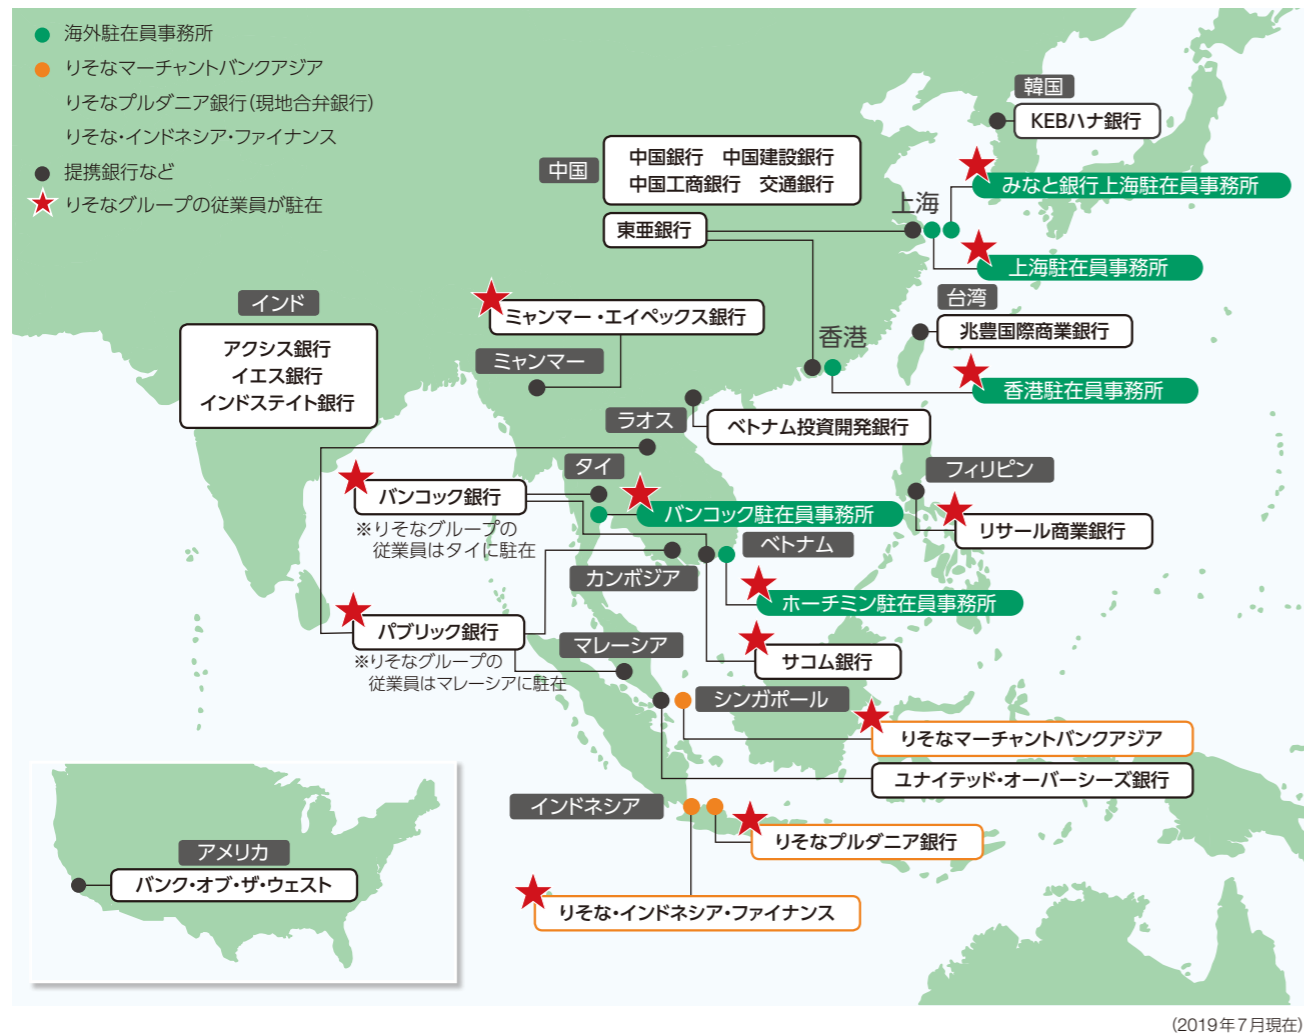 海外駐在員事務所
りそなマーチャントバンクアジア
りそなプルダニア銀行(現地合弁銀行)
りそな・インドネシア・ファイナンス
提携銀行など
りそなグループの従業員が駐在
韓国
KEBハナ銀行
中国
中国銀行 中国建設銀行
中国工商銀行 交通銀行
みなと銀行上海駐在員事務所
上海
東亜銀行
上海駐在員事務所
インド
アクシス銀行
イエス銀行
インドステイト銀行
ミャンマー・エイペックス銀行
ミャンマー
台湾
兆豊国際商業銀行
香港
香港駐在員事務所
ラオス
ベトナム投資開発銀行
タイ
バンコック銀行
※りそなグループの
従業員はタイに駐在
バンコック駐在員事務所
フィリピン
リサール商業銀行
ベトナム
カンボジア
ホーチミン駐在員事務所
パブリック銀行
※りそなグループの
従業員はマレーシアに駐在
マレーシア
サコム銀行
シンガポール
りそなマーチャントバンクアジア
ユナイテッド・オーバーシーズ銀行
インドネシア
りそなプルダニア銀行
りそな・インドネシア・ファイナンス
アメリカ
バンク・オブ・ザ・ウェスト
(2019年7月現在)